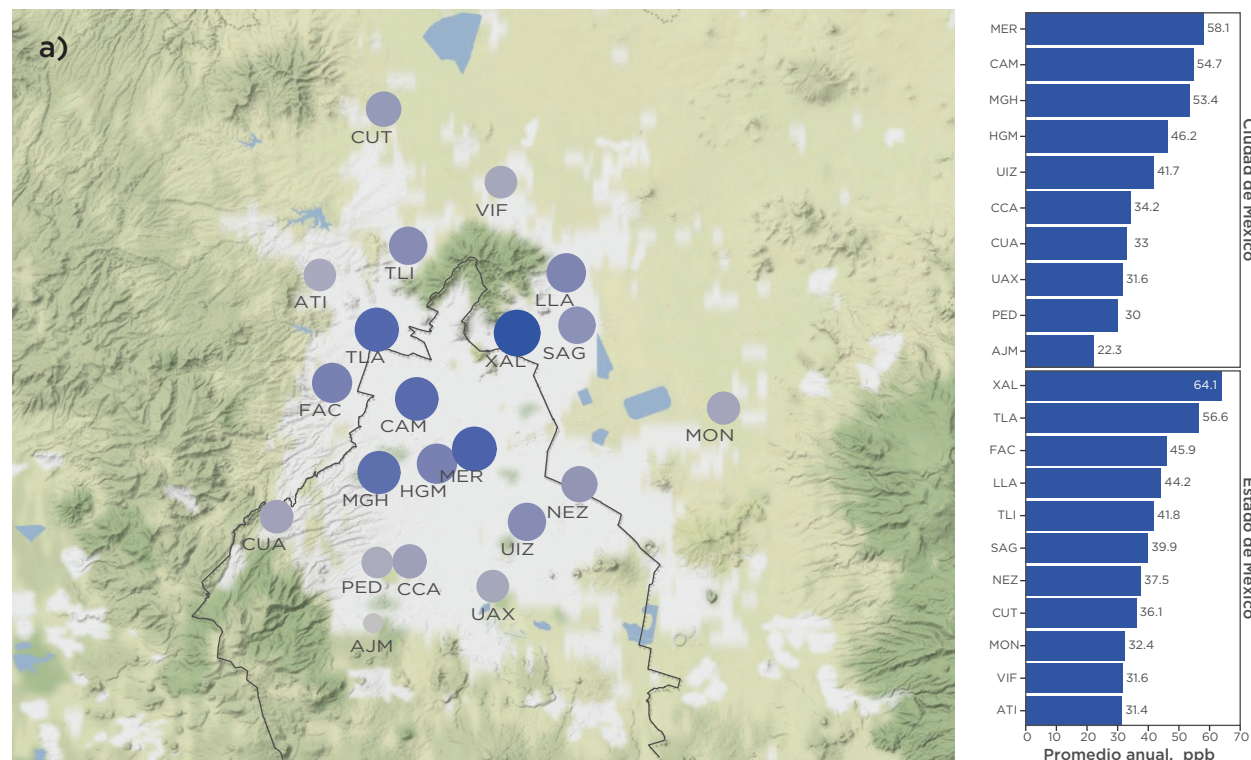 a)
CUT
VIF
TLI
ATI
LLA
TLA
XAL
SAG
FAC
CAM
MON
MER
HGM
MGH
NEZ
CUA
UIZ
PED
CCA
UAX
AJM
MER 58.1
CAM 54.7
MGH 53.4
HGM 46.2
UIZ 41.7
CCA 34.2
CUA 33
UAX 31.6
PED 30
AJM 22.3
Ciudad de México
XAL 64.1
TLA 56.6
FAC 45.9
LLA 44.2
TLI 41.8
SAG 39.9
NEZ 37.5
CUT 36.1
MON 32.4
VIF 31.6
ATI 31.4
Estado de México
0 10 20 30 40 50 60 70
Promedio anual, ppb